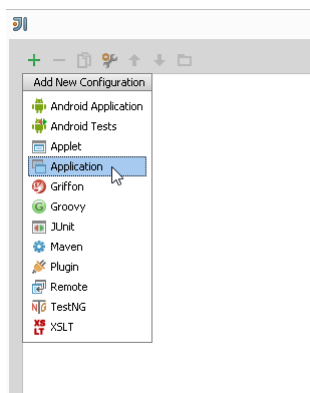 Add New Configuration
Android Application
Android Tests
Applet
Application
Griffon
Groovy
JUnit
Maven
Plugin
Remote
TestNG
XSLT